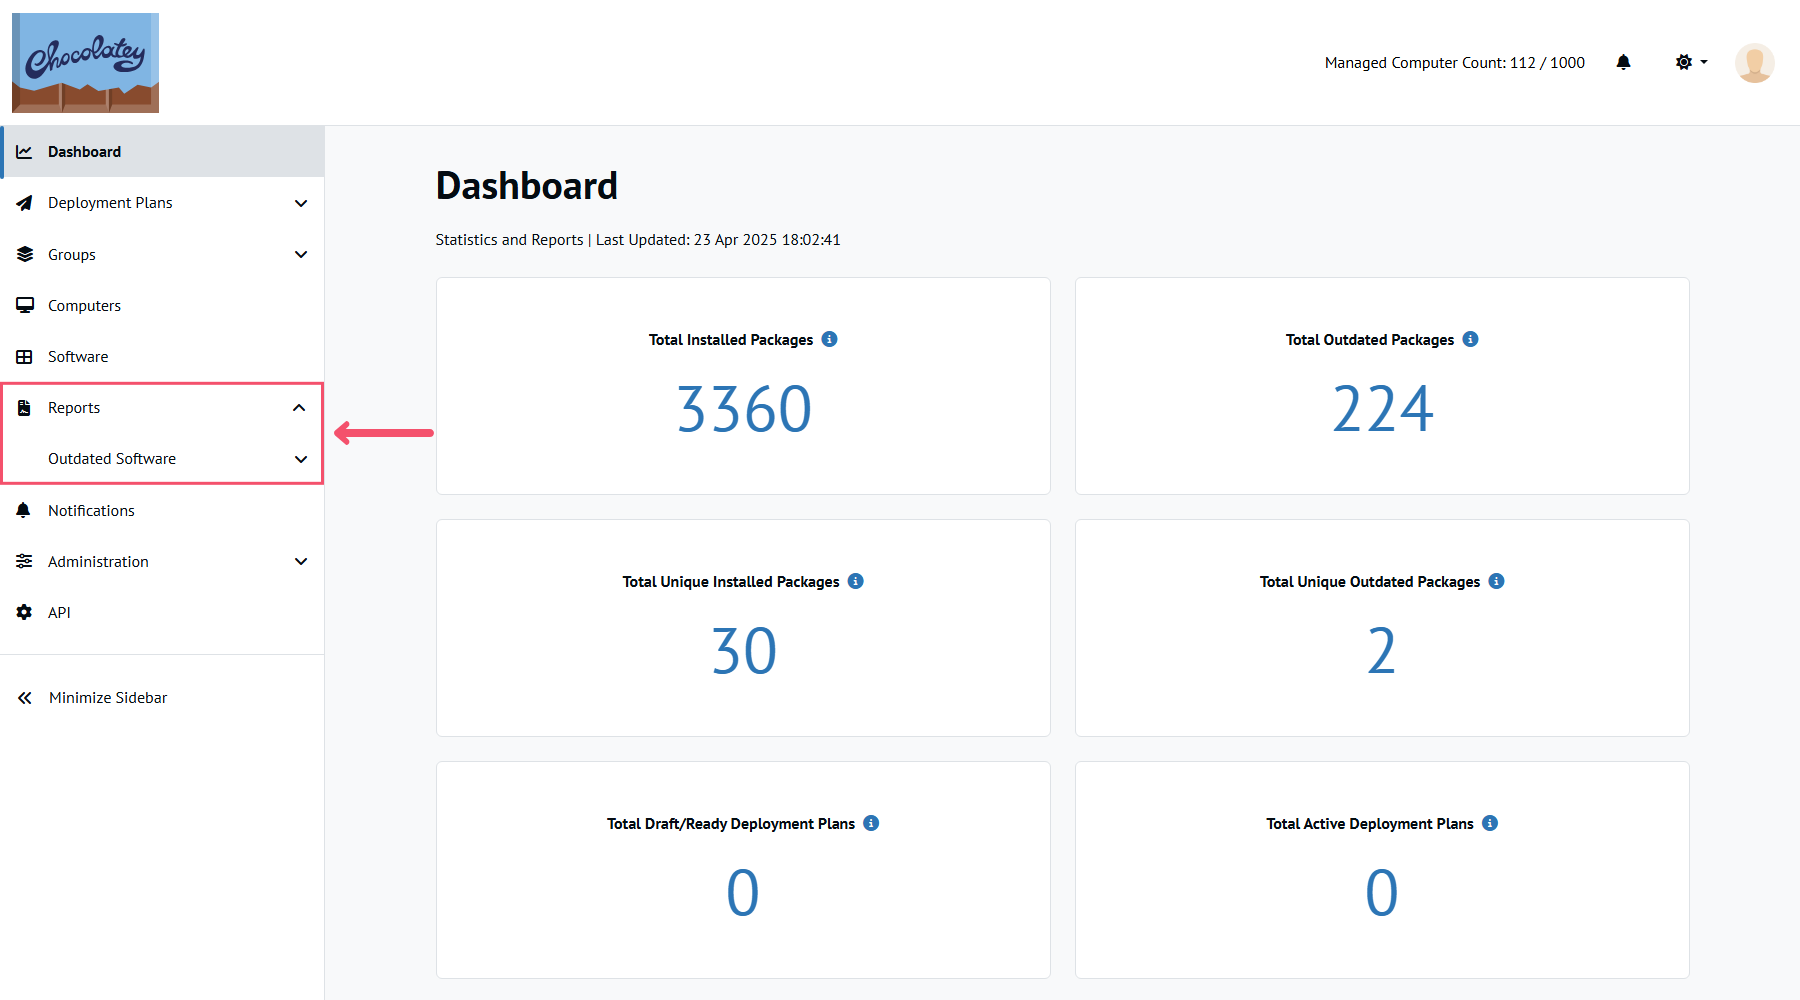 Chocolatey
Managed Computer Count: 112 / 1000
Dashboard
Deployment Plans
Groups
Computers
Software
Reports
Outdated Software
Notifications
Administration
API
Minimize Sidebar
Dashboard
Statistics and Reports | Last Updated: 23 Apr 2025 18:02:41
Total Installed Packages
3360
Total Outdated Packages
224
Total Unique Installed Packages
30
Total Unique Outdated Packages
2
Total Draft/Ready Deployment Plans
0
Total Active Deployment Plans
0